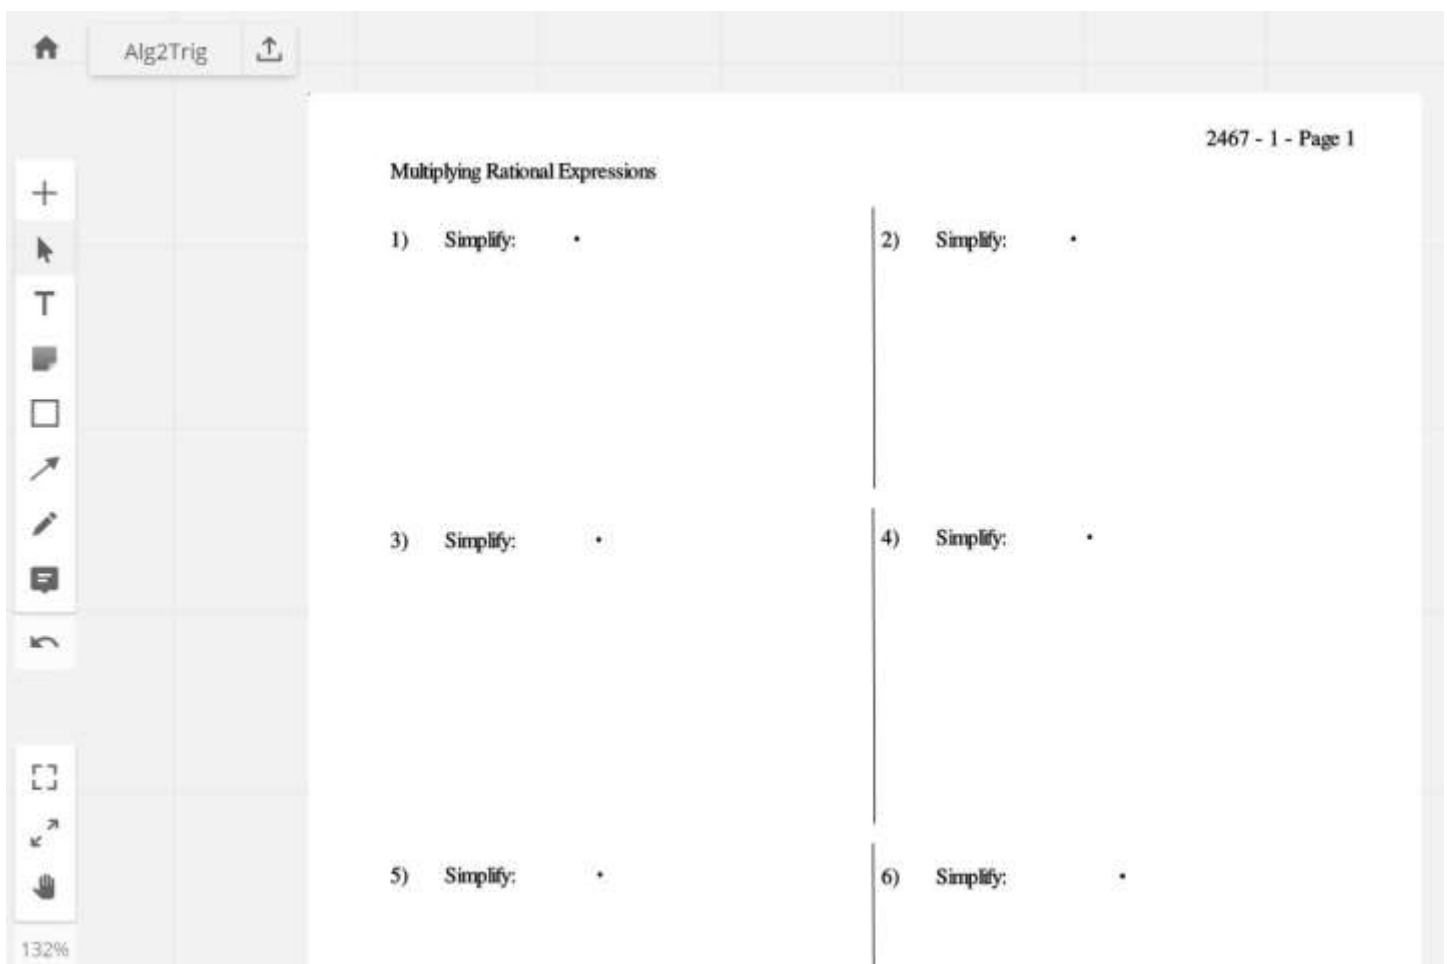 Alg2Trig
2467 - 1 - Page 1
Multiplying Rational Expressions
1) Simplify: •
2) Simplify: •
3) Simplify: •
4) Simplify: •
5) Simplify: •
6) Simplify: •
T
132%